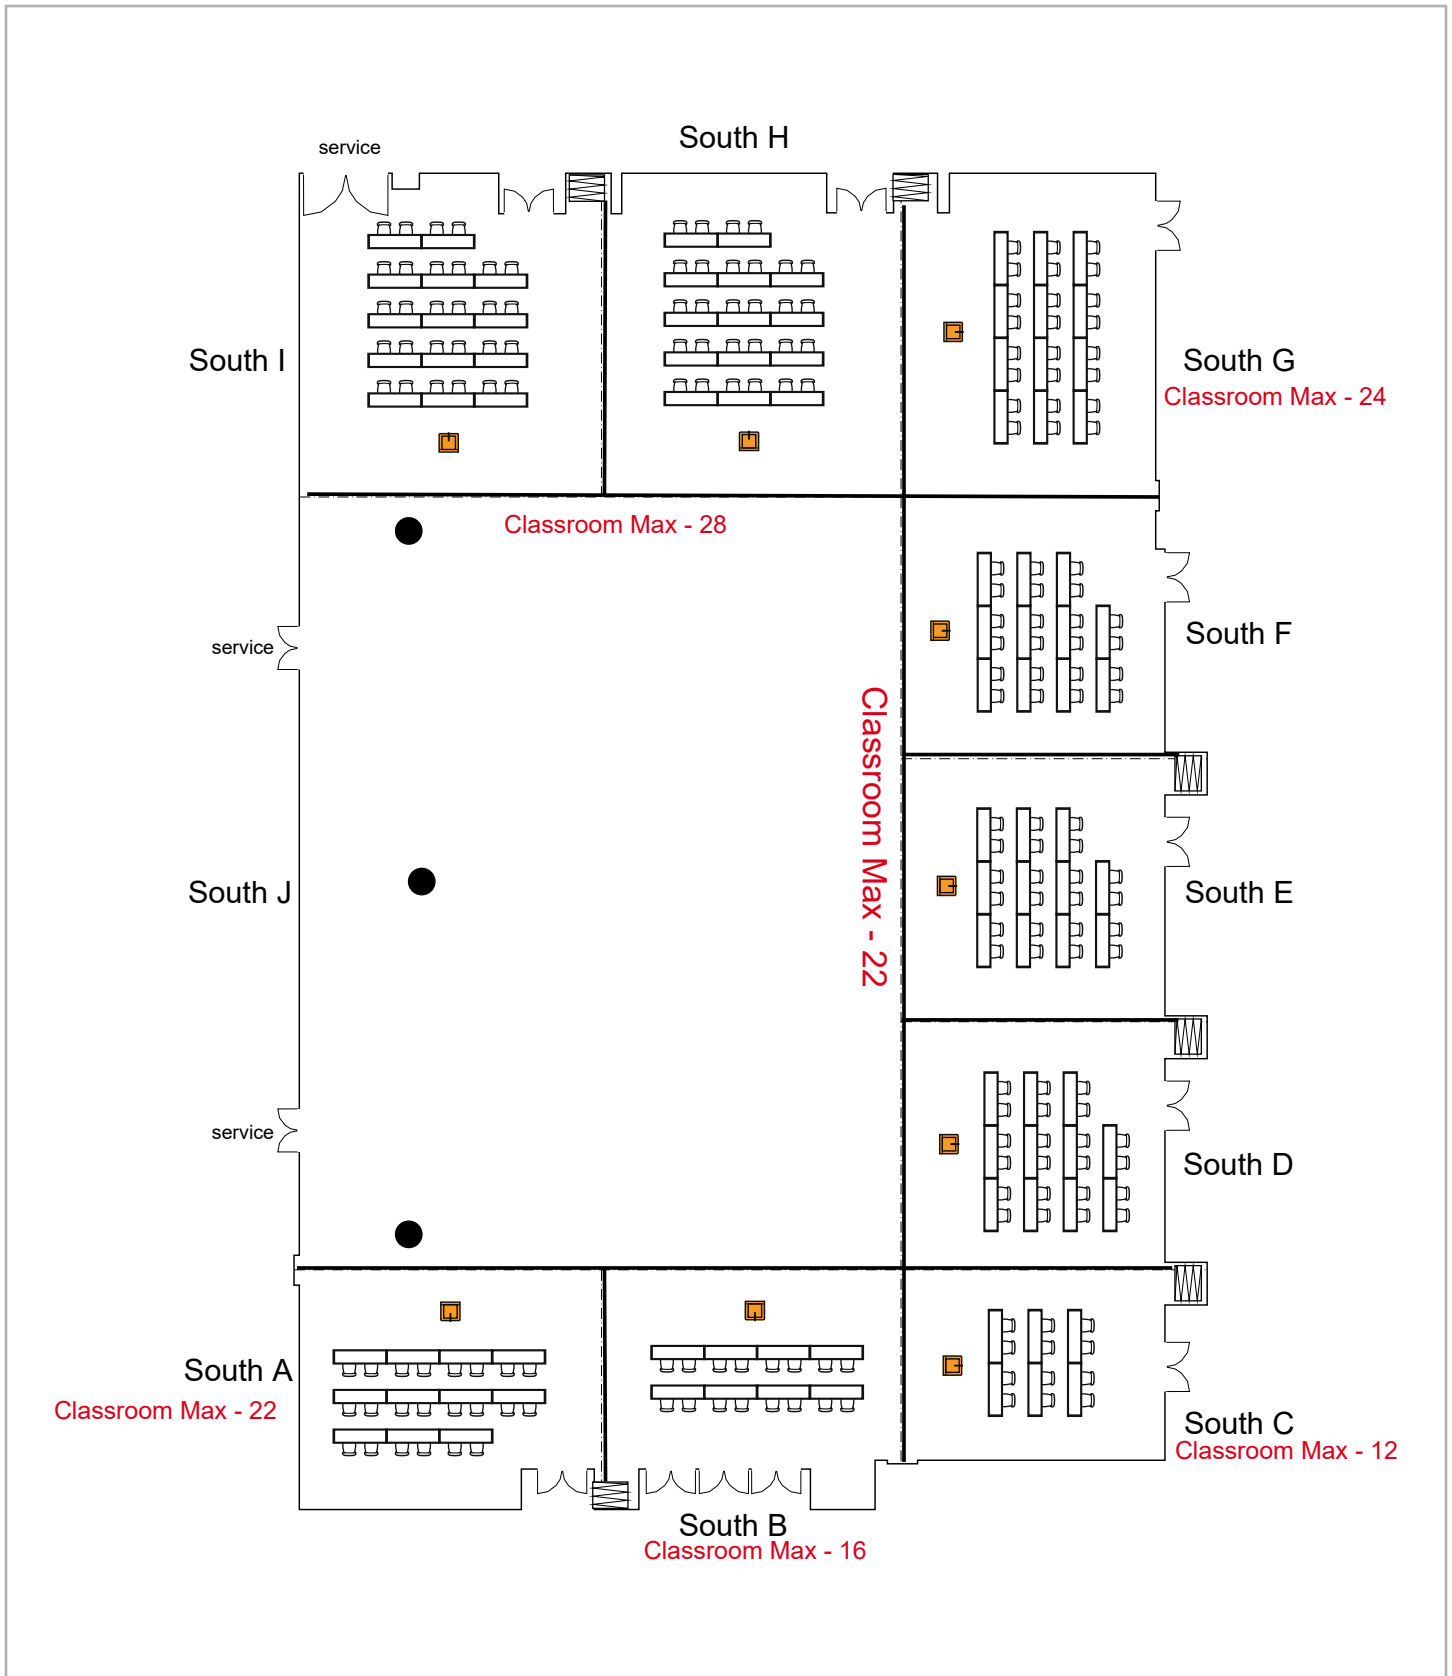 South H
service
South I
South G
Classroom Max - 24
Classroom Max - 28
service
South F
Classroom Max - 22
South J
South E
service
South D
South A
Classroom Max - 22
South C
Classroom Max - 12
South B
Classroom Max - 16